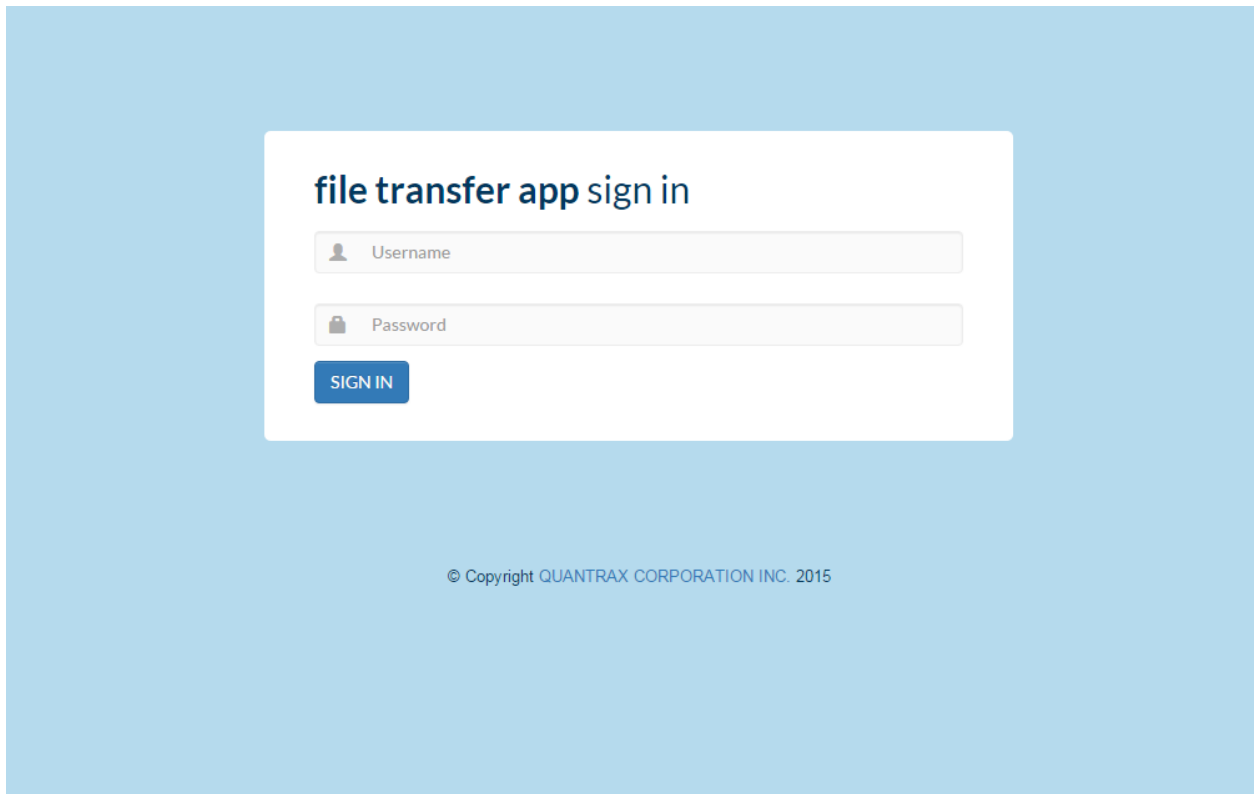 file transfer app sign in
Username
Password
SIGN IN
© Copyright QUANTRAX CORPORATION INC. 2015